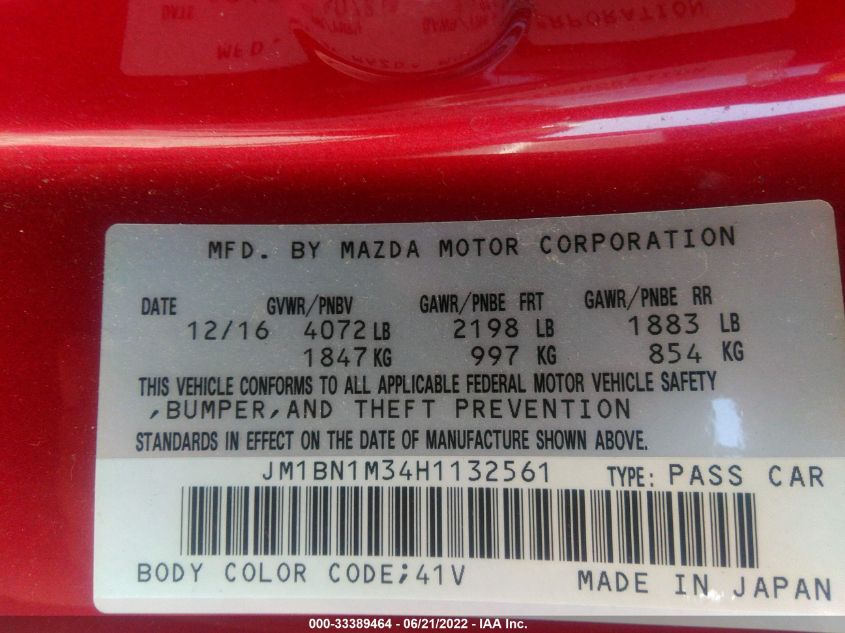 MFD. BY MAZDA MOTOR CORPORATION
DATE GVWR/PNBV GAWR/PNBE FRT GAWR/PNBE RR
12/16 4072 LB 2198 LB 1883 LB
1847 KG 997 KG 854 KG
THIS VEHICLE CONFORMS TO ALL APPLICABLE FEDERAL MOTOR VEHICLE SAFETY
,BUMPER,AND THEFT PREVENTION
STANDARDS IN EFFECT ON THE DATE OF MANUFACTURE SHOWN ABOVE.
JM1BN1M34H1132561 TYPE: PASS CAR
BODY COLOR CODE;41V MADE IN JAPAN
000-33389464 - 06/21/2022 - IAA Inc.